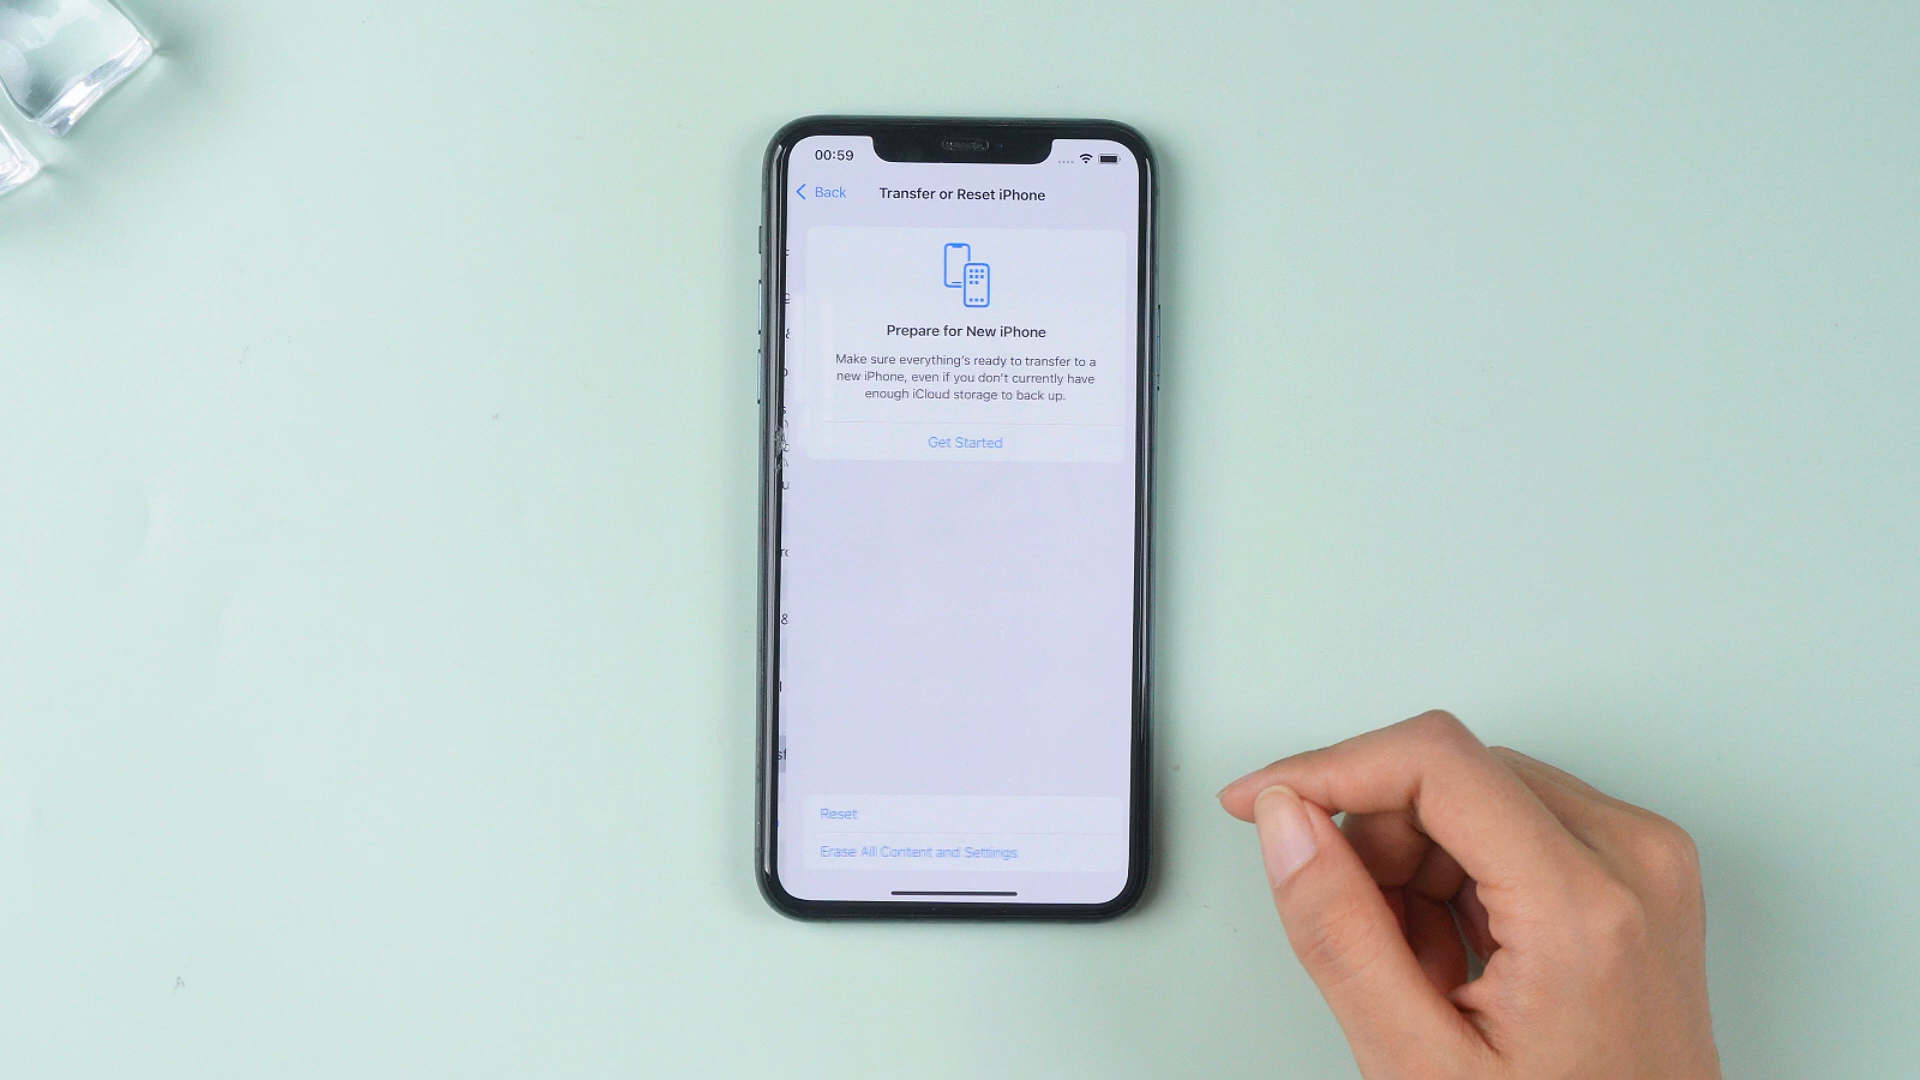 00:59
Back
Transfer or Reset iPhone
Prepare for New iPhone
Make sure everything's ready to transfer to a
new iPhone, even if you don't currently have
enough iCloud storage to back up.
Get Started
Reset
Erase All Content and Settings